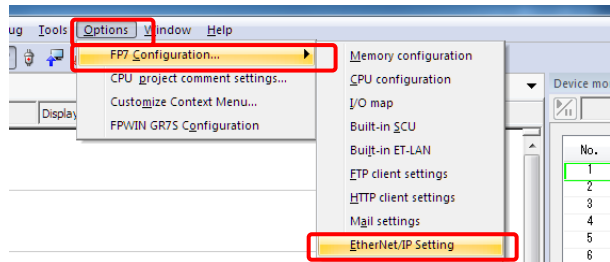 ug Tools Options Window Help
FP7 Configuration...
CPU project comment settings...
Customize Context Menu...
FPWIN GR7S Configuration
Display
Memory configuration
CPU configuration
I/O map
Built-in SCU
Built-in ET-LAN
FTP client settings
HTTP client settings
Mail settings
EtherNet/IP Setting
Device mo
No.
1
2
3
4
5
6